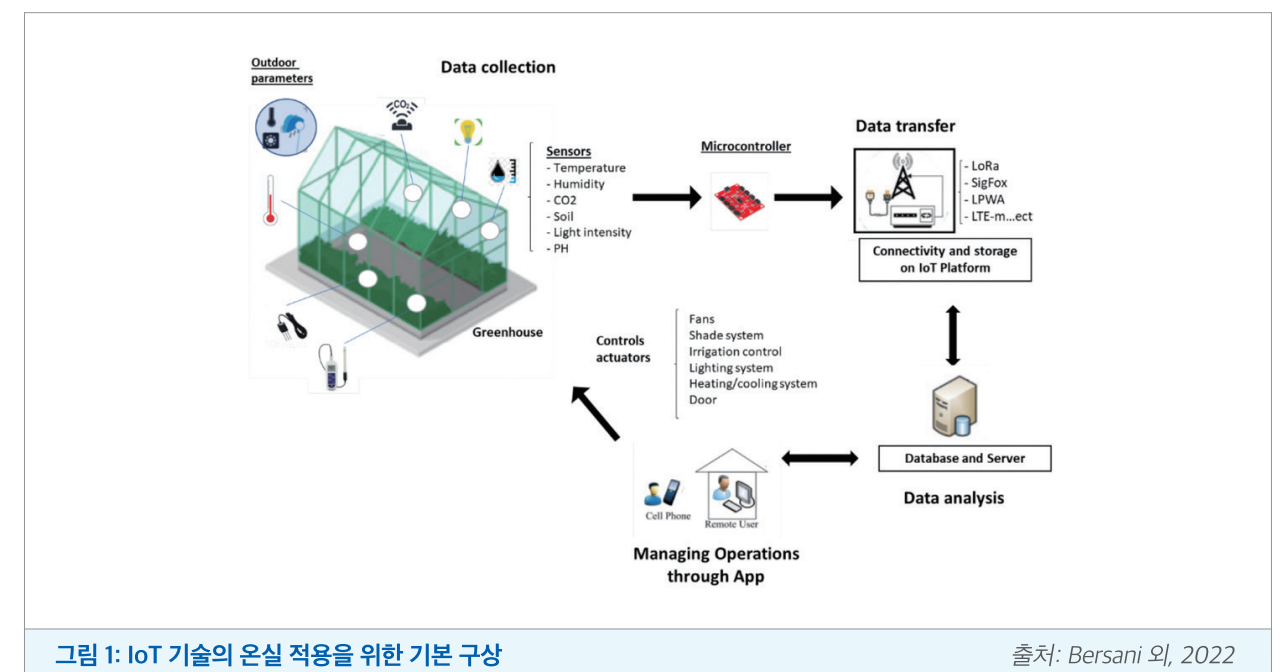 Outdoor
parameters
Data collection
CO2
Sensors
- Temperature
- Humidity
- CO2
- Soil
- Light intensity
- PH
Greenhouse
Microcontroller
Data transfer
- LoRa
- SigFox
- LPWA
- LTE-m...ect
Connectivity and storage
on IoT Platform
Controls
actuators
Fans
Shade system
Irrigation control
Lighting system
Heating/cooling system
Door
Database and Server
Data analysis
Cell Phone
Remote User
Managing Operations
through App
그림 1: IoT 기술의 온실 적용을 위한 기본 구상
출처: Bersani 외, 2022